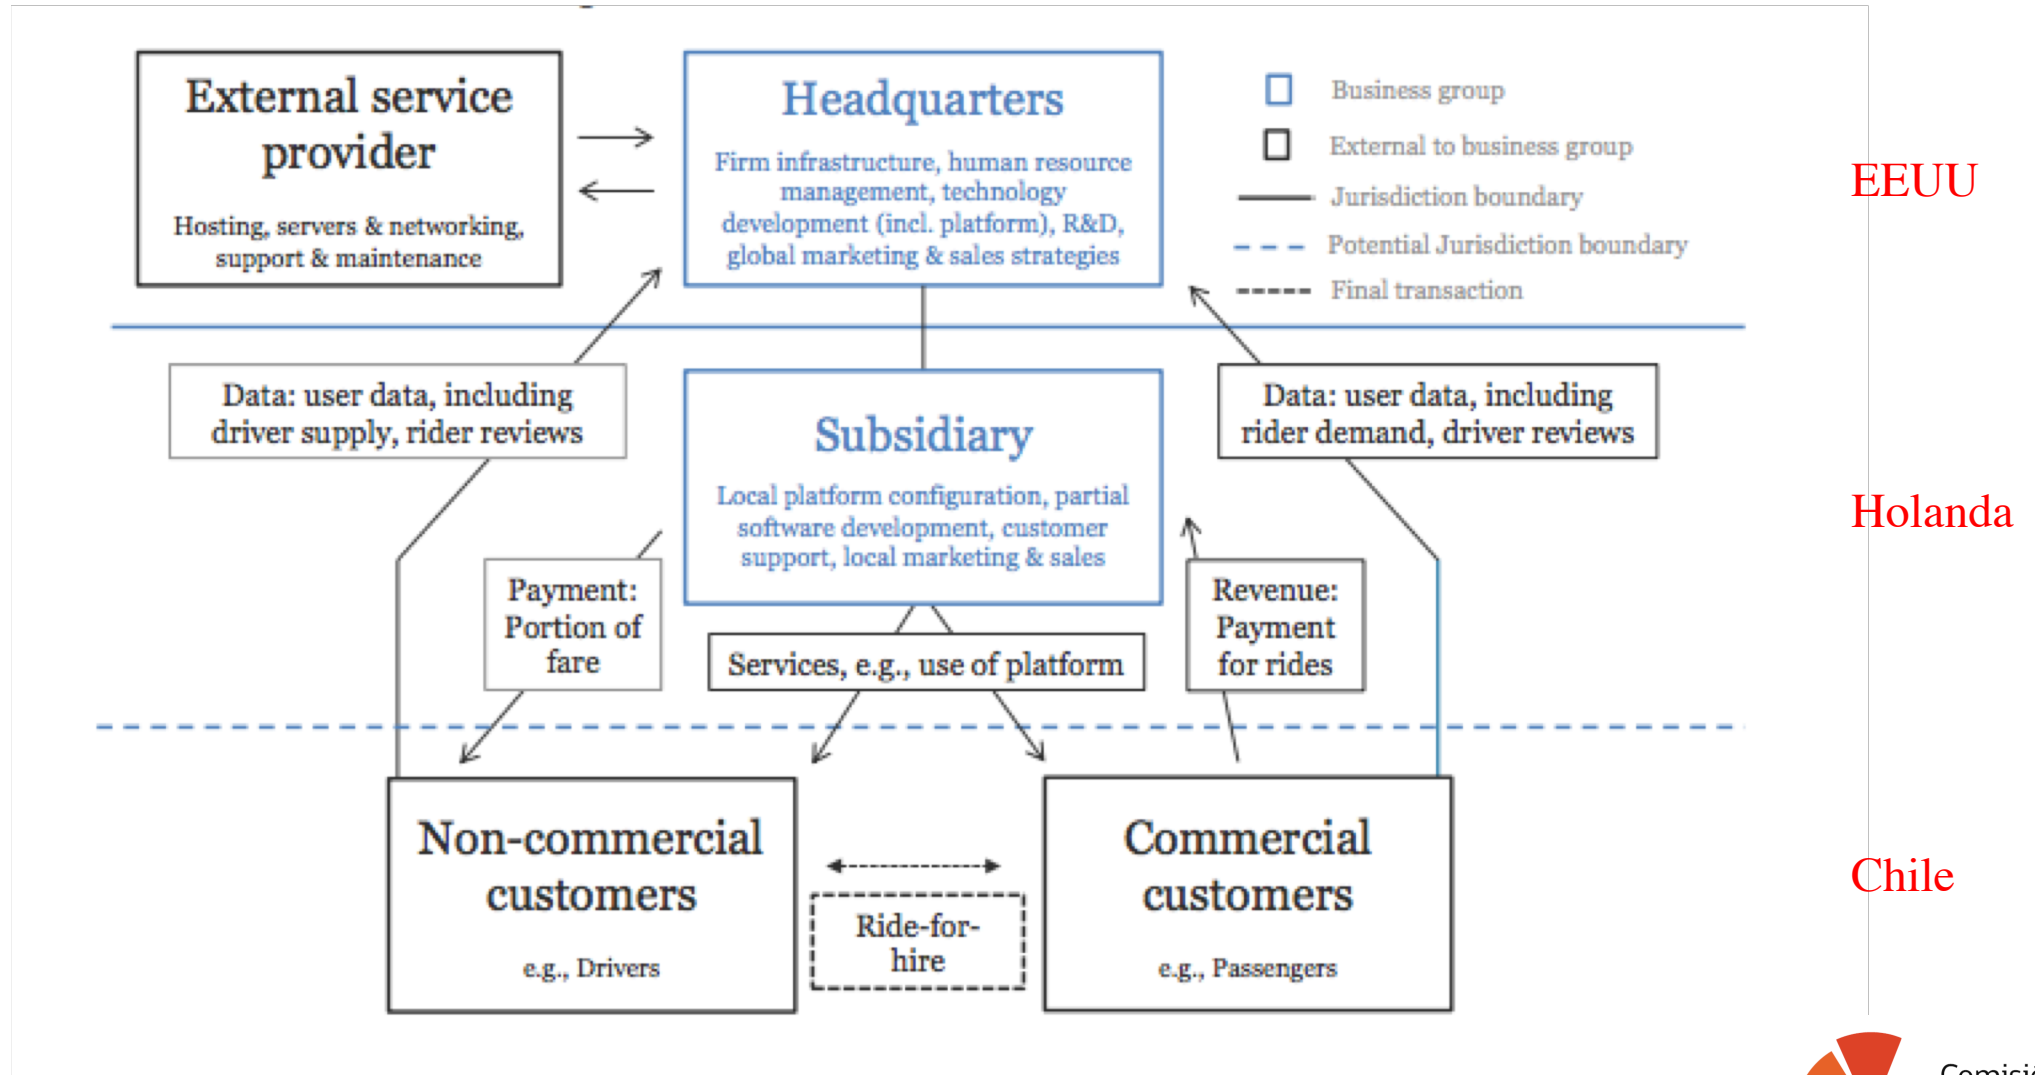 External service
provider
Hosting, servers & networking,
support & maintenance
Headquarters
Firm infrastructure, human resource
management, technology
development (incl. platform), R&D,
global marketing & sales strategies
Business group
External to business group
Jurisdiction boundary
Potential Jurisdiction boundary
Final transaction
EEUU
Data: user data, including
driver supply, rider reviews
Subsidiary
Local platform configuration, partial
software development, customer
support, local marketing & sales
Data: user data, including
rider demand, driver reviews
Holanda
Payment:
Portion of
fare
Services, e.g., use of platform
Revenue:
Payment
for rides
Non-commercial
customers
e.g., Drivers
Ride-for-
hire
Commercial
customers
e.g., Passengers
Chile